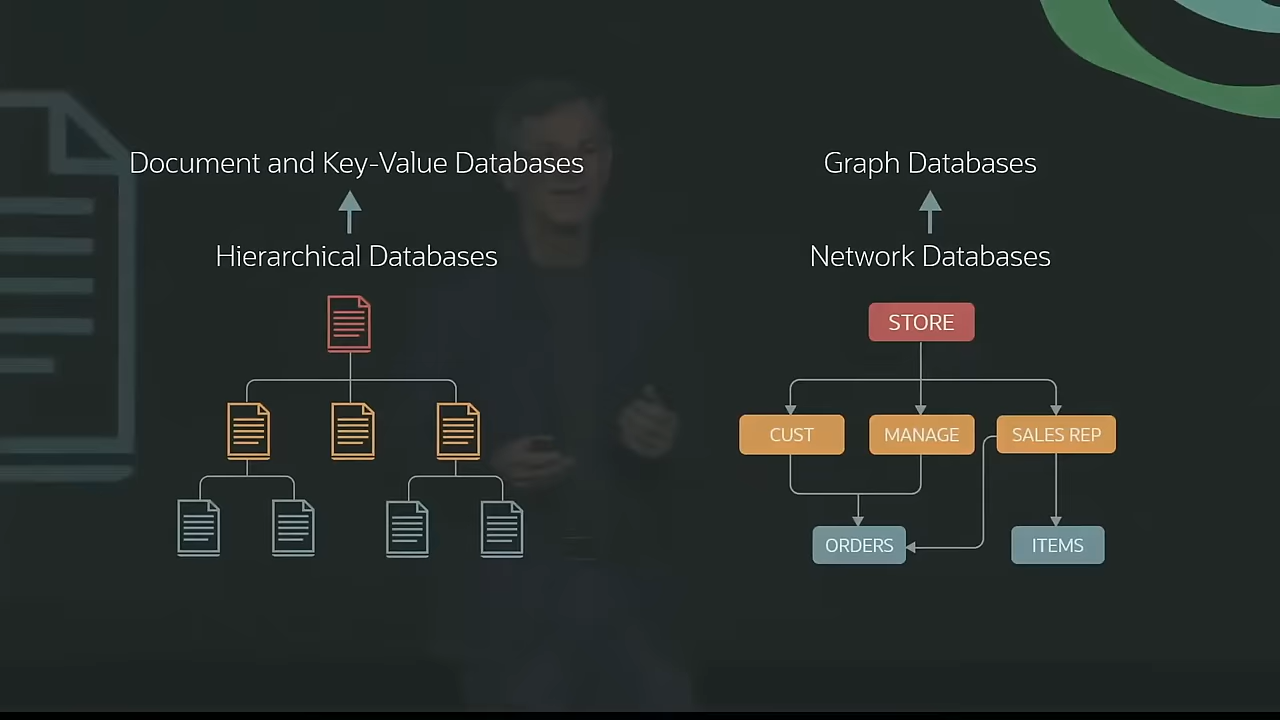 Document and Key-Value Databases
Hierarchical Databases
Graph Databases
Network Databases
STORE
CUST
MANAGE
SALES REP
ORDERS
ITEMS